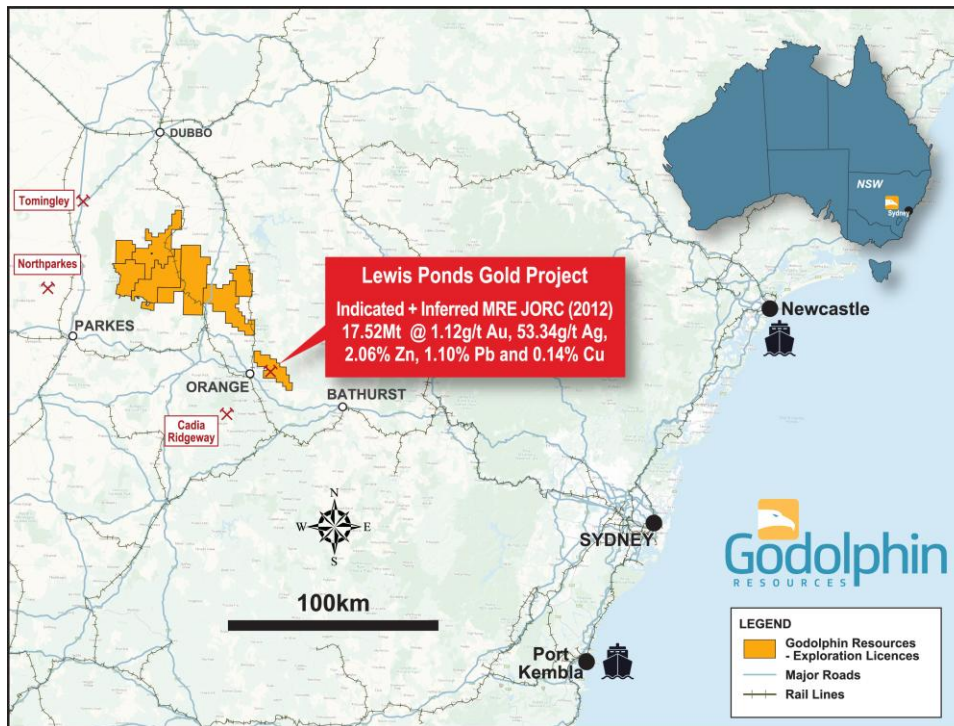 DUBBO
Tomingley
Northparkes
PARKES
ORANGE
Cadia
Ridgeway
BATHURST
Lewis Ponds Gold Project
Indicated + Inferred MRE JORC (2012)
17.52Mt @ 1.12g/t Au, 53.34g/t Ag,
2.06% Zn, 1.10% Pb and 0.14% Cu
NSW
Sydney
Newcastle
SYDNEY
Port
Kembla
N
W E
S
100km
Godolphin
RESOURCES
LEGEND
Godolphin Resources
- Exploration Licences
Major Roads
Rail Lines